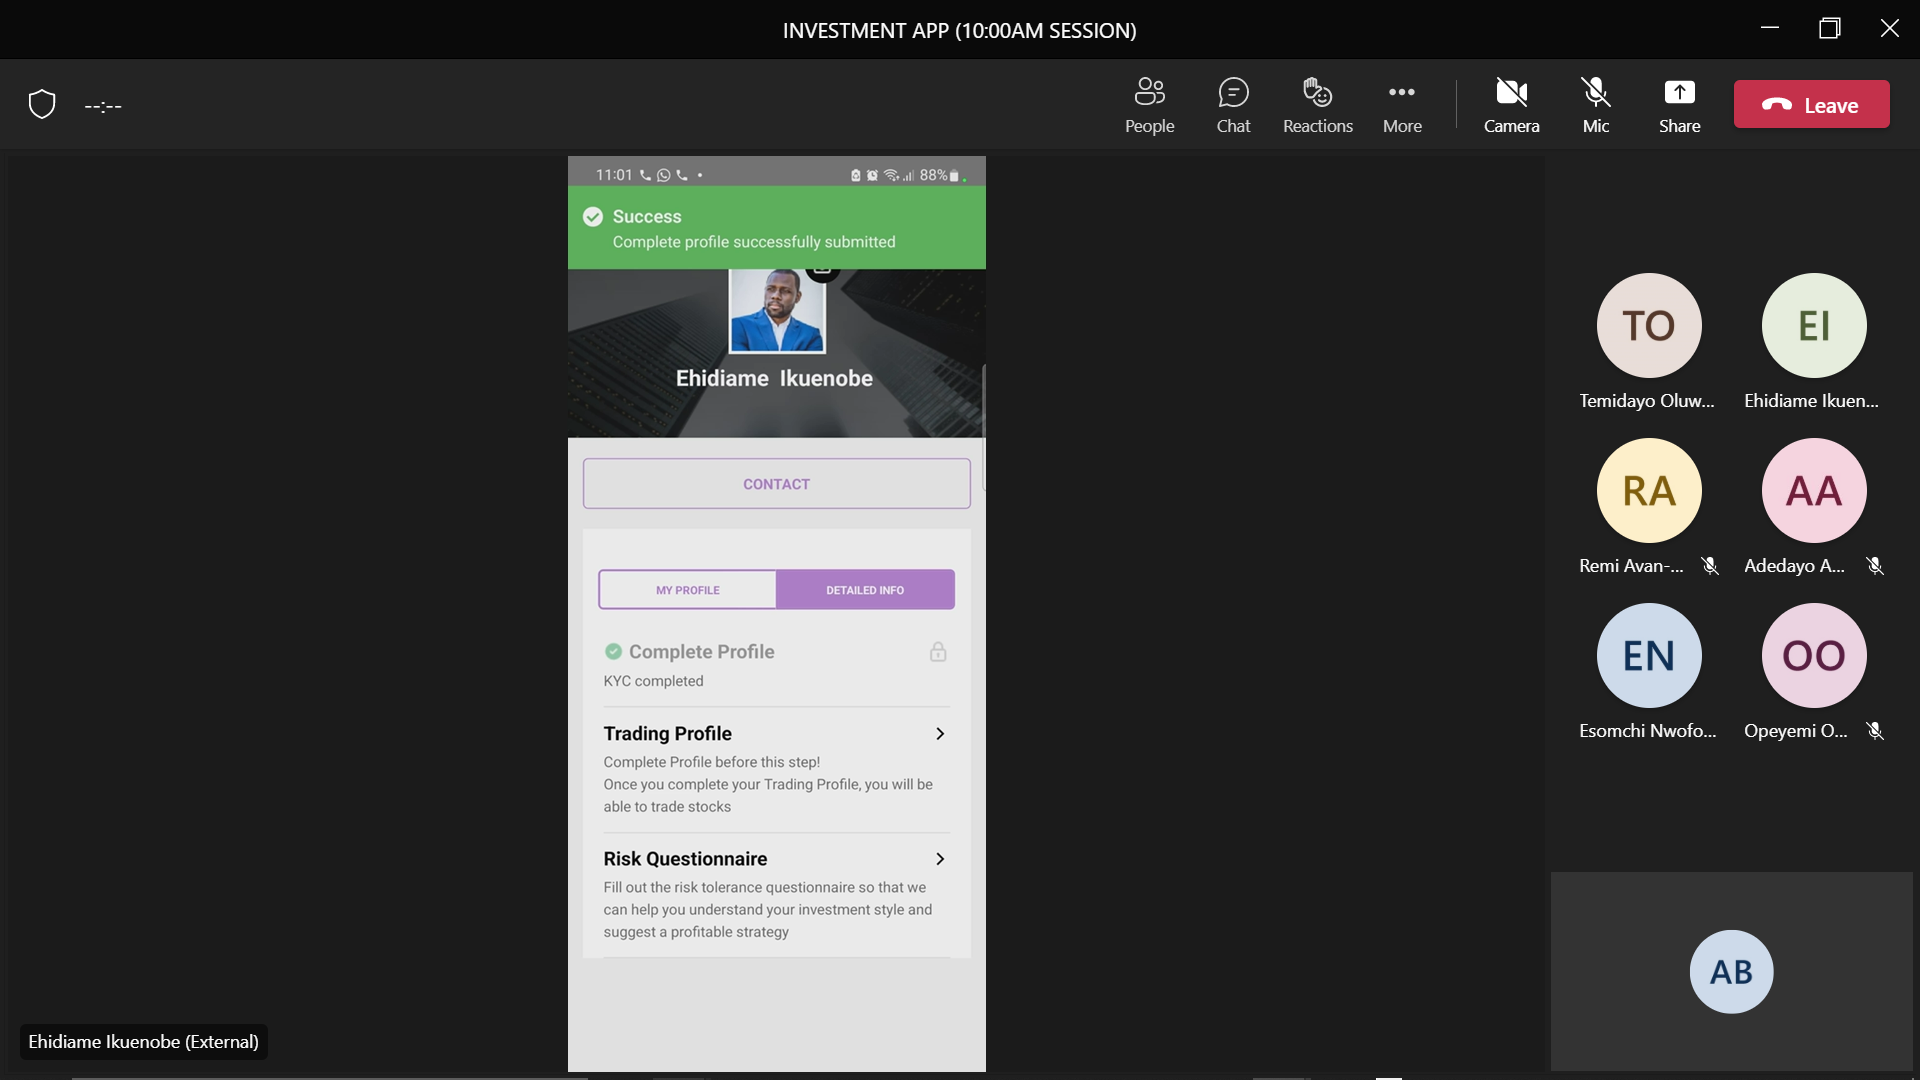 INVESTMENT APP (10:00AM SESSION)
--:--
People
Chat
Reactions
More
Camera
Mic
Share
Leave
11:01
88%
Success
Complete profile successfully submitted
Ehidiame Ikuenobe
CONTACT
MY PROFILE
DETAILED INFO
Complete Profile
KYC completed
Trading Profile
Complete Profile before this step!
Once you complete your Trading Profile, you will be
able to trade stocks
Risk Questionnaire
Fill out the risk tolerance questionnaire so that we
can help you understand your investment style and
suggest a profitable strategy
Ehidiame Ikuenobe (External)
TO
EI
Temidayo Oluw...
Ehidiame Ikuen...
RA
AA
Remi Avan-...
Adedayo A...
EN
OO
Esomchi Nwofo...
Opeyemi O...
AB